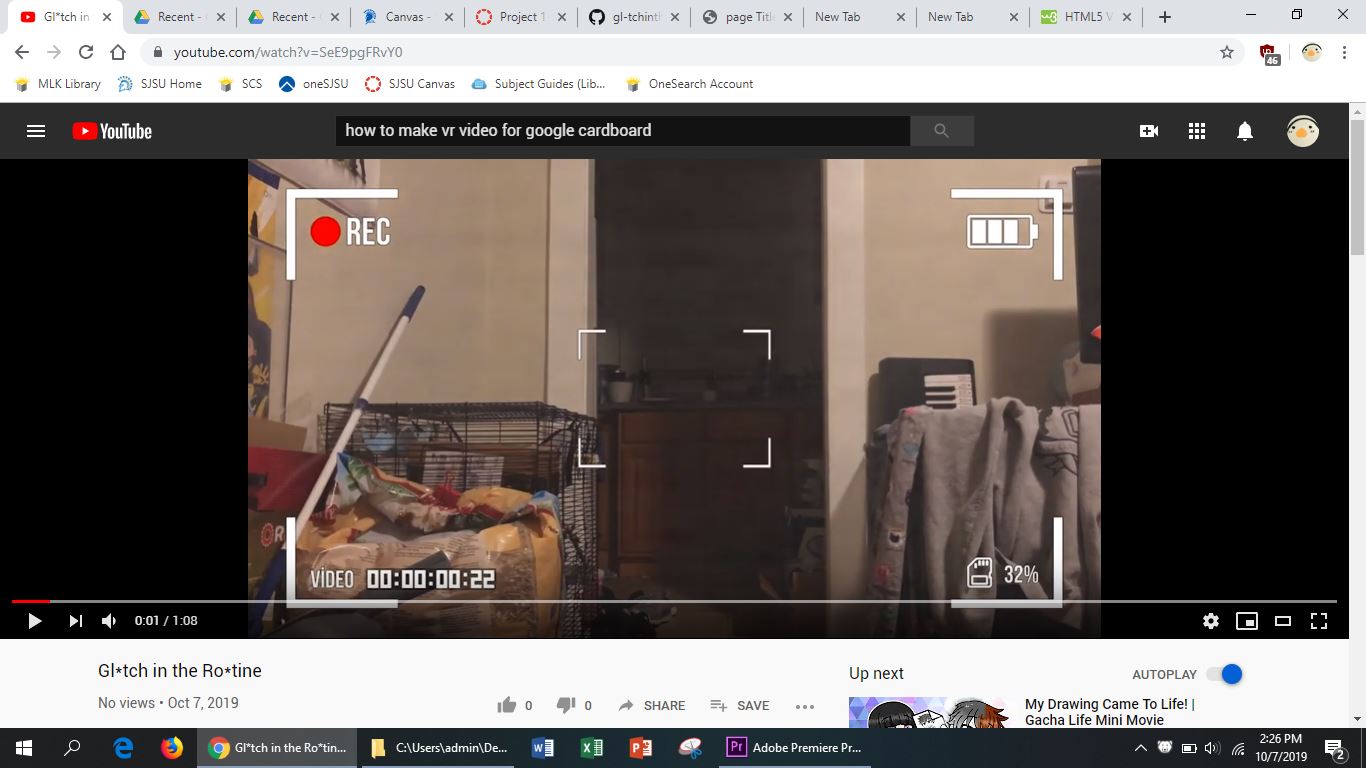 Gl*tch in
Recent - 
Recent - 
Canvas - 
Project 1
gl-tchint
page Title
New Tab
New Tab
HTML5 V
youtube.com/watch?v=SeE9pgFRvY0
46
MLK Library
SJSU Home
SCS
oneSJSU
SJSU Canvas
Subject Guides (Lib...
OneSearch Account
YouTube
how to make vr video for google cardboard
REC
VİDEO 00:00:00:22
32%
0:01 / 1:08
Gl*tch in the Ro*tine
No views • Oct 7, 2019
0
0
SHARE
SAVE
Up next
AUTOPLAY
My Drawing Came To Life! |
Gacha Life Mini Movie
Gl*tch in the Ro*tin...
C:\Users\admin\De...
Adobe Premiere Pr...
2:26 PM
10/7/2019
2